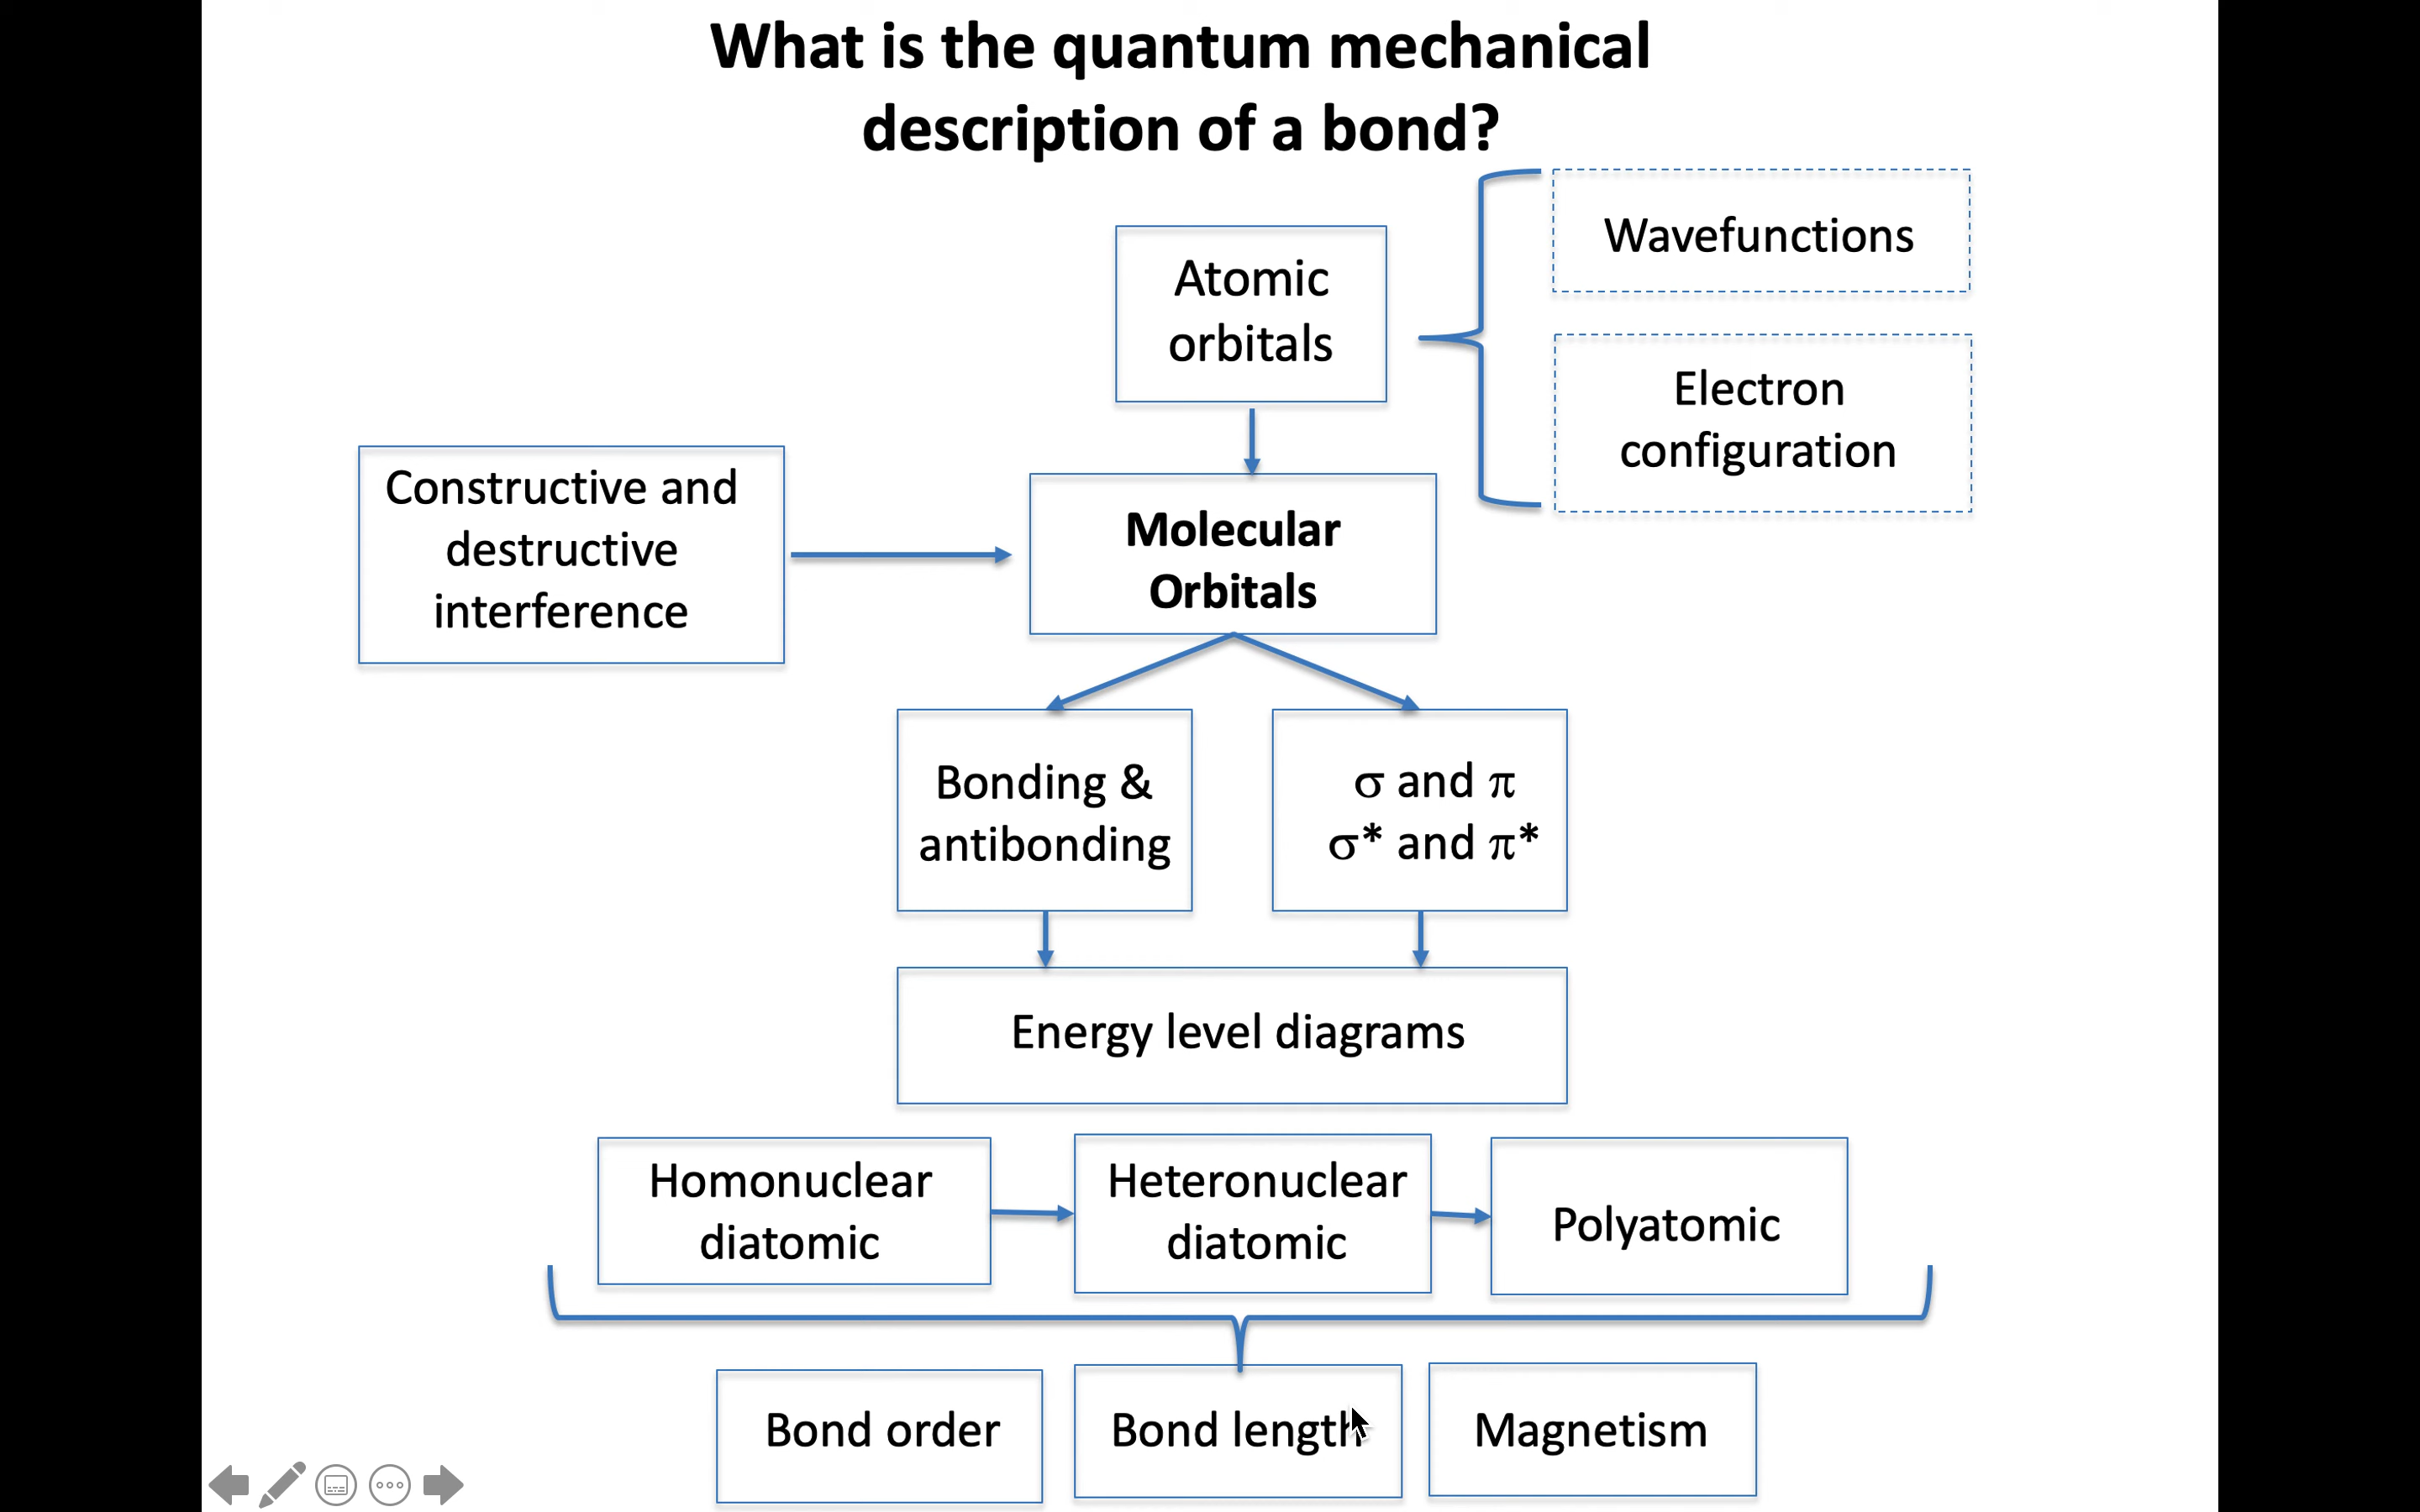 What is the quantum mechanical
description of a bond?
Wavefunctions
Atomic
orbitals
Electron
configuration
Constructive and
destructive
interference
Molecular
Orbitals
Bonding &
antibonding
σ and π
σ* and π*
Energy level diagrams
Homonuclear
diatomic
Heteronuclear
diatomic
Polyatomic
Bond order
Bond length
Magnetism